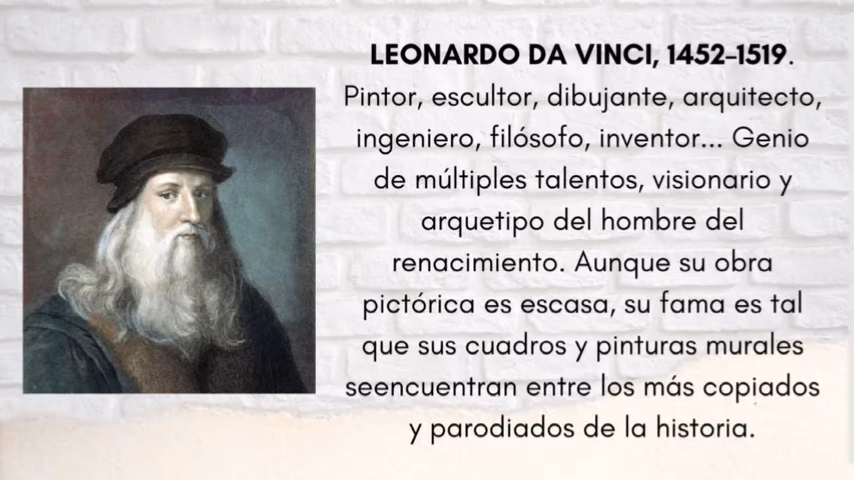 LEONARDO DA VINCI, 1452-1519.
Pintor, escultor, dibujante, arquitecto,
ingeniero, filósofo, inventor... Genio
de múltiples talentos, visionario y
arquetipo del hombre del
renacimiento. Aunque su obra
pictórica es escasa, su fama es tal
que sus cuadros y pinturas murales
seencuentran entre los más copiados
y parodiados de la historia.